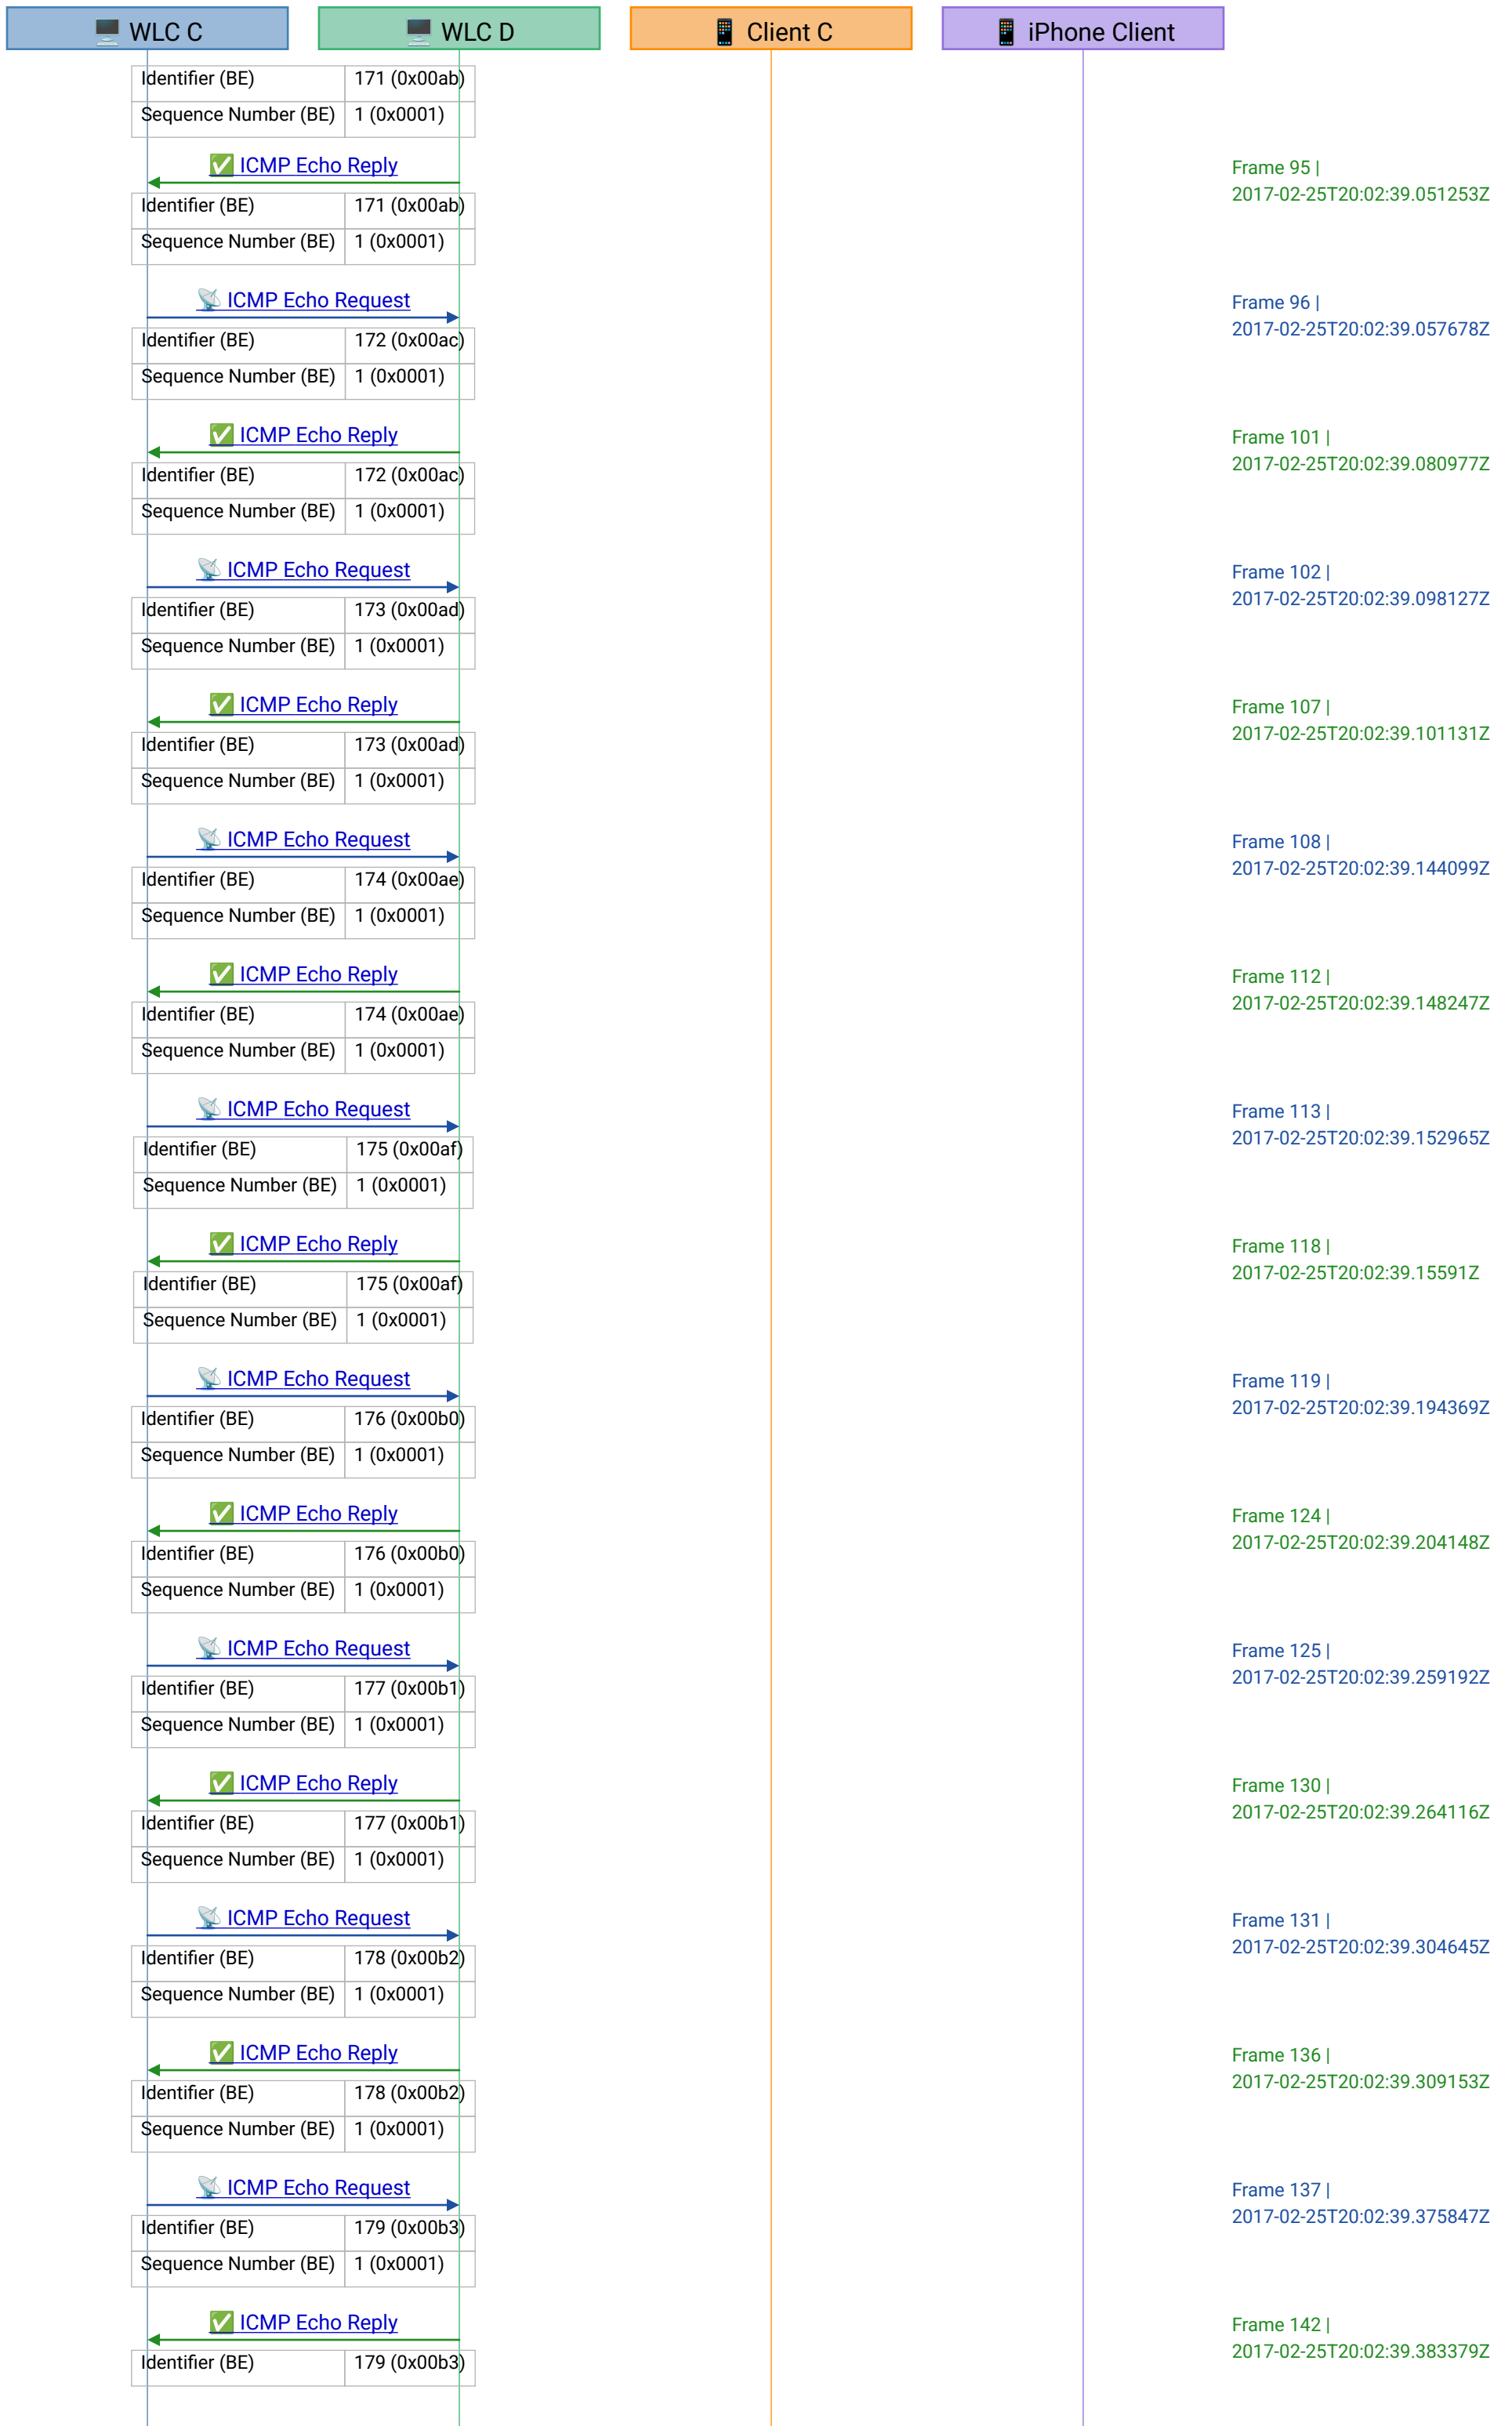 WLC C WLC D Client C iPhone Client
Identifier (BE) 171 (0x00ab)
Sequence Number (BE) 1 (0x0001)
ICMP Echo Reply
Frame 95 |
2017-02-25T20:02:39.051253Z
Identifier (BE) 171 (0x00ab)
Sequence Number (BE) 1 (0x0001)
ICMP Echo Request
Frame 96 |
2017-02-25T20:02:39.057678Z
Identifier (BE) 172 (0x00ac)
Sequence Number (BE) 1 (0x0001)
ICMP Echo Reply
Frame 101 |
2017-02-25T20:02:39.080977Z
Identifier (BE) 172 (0x00ac)
Sequence Number (BE) 1 (0x0001)
ICMP Echo Request
Frame 102 |
2017-02-25T20:02:39.098127Z
Identifier (BE) 173 (0x00ad)
Sequence Number (BE) 1 (0x0001)
ICMP Echo Reply
Frame 107 |
2017-02-25T20:02:39.101131Z
Identifier (BE) 173 (0x00ad)
Sequence Number (BE) 1 (0x0001)
ICMP Echo Request
Frame 108 |
2017-02-25T20:02:39.144099Z
Identifier (BE) 174 (0x00ae)
Sequence Number (BE) 1 (0x0001)
ICMP Echo Reply
Frame 112 |
2017-02-25T20:02:39.148247Z
Identifier (BE) 174 (0x00ae)
Sequence Number (BE) 1 (0x0001)
ICMP Echo Request
Frame 113 |
2017-02-25T20:02:39.152965Z
Identifier (BE) 175 (0x00af)
Sequence Number (BE) 1 (0x0001)
ICMP Echo Reply
Frame 118 |
2017-02-25T20:02:39.15591Z
Identifier (BE) 175 (0x00af)
Sequence Number (BE) 1 (0x0001)
ICMP Echo Request
Frame 119 |
2017-02-25T20:02:39.194369Z
Identifier (BE) 176 (0x00b0)
Sequence Number (BE) 1 (0x0001)
ICMP Echo Reply
Frame 124 |
2017-02-25T20:02:39.204148Z
Identifier (BE) 176 (0x00b0)
Sequence Number (BE) 1 (0x0001)
ICMP Echo Request
Frame 125 |
2017-02-25T20:02:39.259192Z
Identifier (BE) 177 (0x00b1)
Sequence Number (BE) 1 (0x0001)
ICMP Echo Reply
Frame 130 |
2017-02-25T20:02:39.264116Z
Identifier (BE) 177 (0x00b1)
Sequence Number (BE) 1 (0x0001)
ICMP Echo Request
Frame 131 |
2017-02-25T20:02:39.304645Z
Identifier (BE) 178 (0x00b2)
Sequence Number (BE) 1 (0x0001)
ICMP Echo Reply
Frame 136 |
2017-02-25T20:02:39.309153Z
Identifier (BE) 178 (0x00b2)
Sequence Number (BE) 1 (0x0001)
ICMP Echo Request
Frame 137 |
2017-02-25T20:02:39.375847Z
Identifier (BE) 179 (0x00b3)
Sequence Number (BE) 1 (0x0001)
ICMP Echo Reply
Frame 142 |
2017-02-25T20:02:39.383379Z
Identifier (BE) 179 (0x00b3)